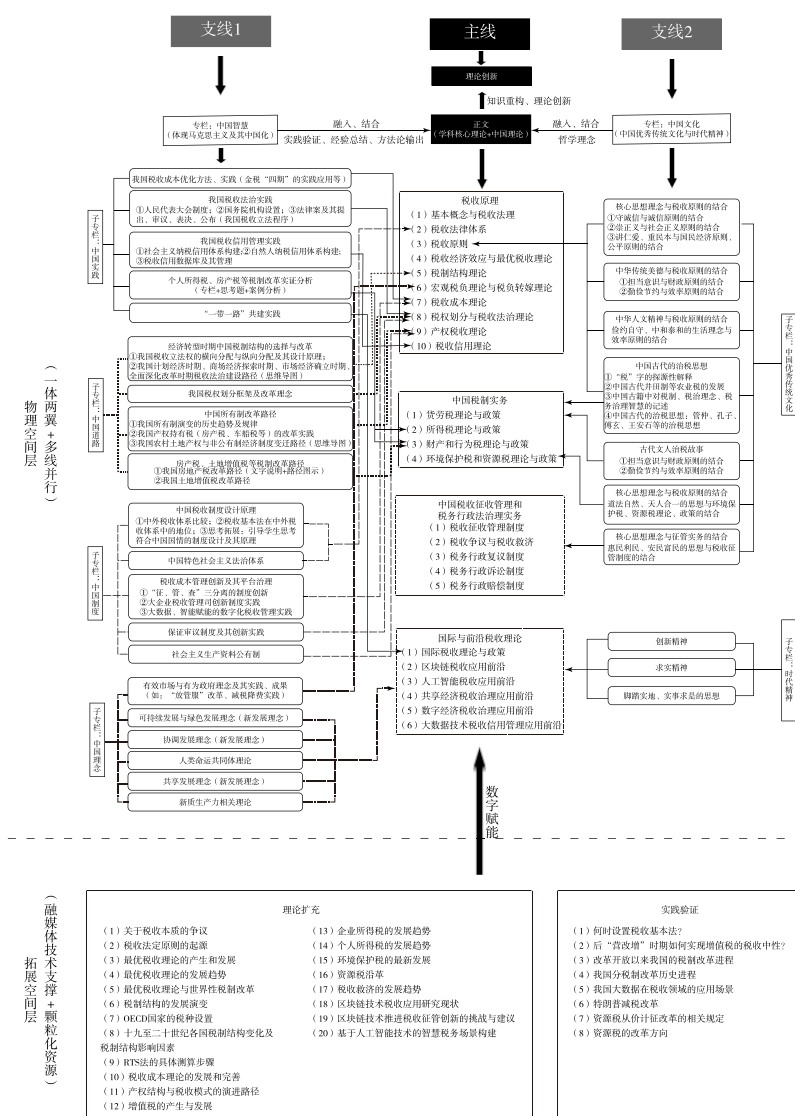 支线1
主线
支线2
理论创新
知识重构、理论创新
专栏：中国智慧
（体现马克思主义及其中国化）
融入、结合
实践验证、经验总结、方法论输出
正文
（学科核心理论+中国理论）
融入、结合
哲学理念
专栏：中国文化
（中国优秀传统文化与时代精神）
（一体两翼+多线并行）
物理空间层
子专栏：中国实践
我国税收成本优化方法、实践（金税“四期”的实践应用等）
我国税收法治实践
①人民代表大会制度；②国务院机构设置；③法律案及其提
出、审议、表决、公布（我国税收立法程序）
我国税收信用管理实践
①社会主义纳税信用体系构建;②自然人纳税信用体系构建;
③税收信用数据库及其管理
个人所得税、房产税等税制改革实证分析
（专栏+思考题+案例分析）
“一带一路”共建实践
子专栏：中国道路
经济转型时期中国税制结构的选择与改革
①我国税收立法权的横向分配与纵向分配及其设计原理；
②我国计划经济时期、商场经济探索时期、市场经济确立时期、
全面深化改革时期税收法治建设路径（思维导图）
我国税权划分框架及改革理念
中国所有制改革路径
①我国所有制演变的历史趋势及规律
②我国产权持有税（房产税、车船税等）的改革实践
③我国农村土地产权与非公有制经济制度变迁路径（思维导图）
房产税、土地增值税等税制改革路径
①我国房地产税改革路径（文字说明+路径图示）
②我国土地增值税改革路径
子专栏：中国制度
中国税收制度设计原理
①中外税收体系比较；②税收基本法在中外税
收体系中的地位；③思考拓展：引导学生思考
符合中国国情的制度设计及其原理
中国特色社会主义法治体系
税收成本管理创新及其平台治理
①“征、管、查”三分离的制度创新
②大企业税收管理司创新制度实践
③大数据、智能赋能的数字化税收管理实践
保证审议制度及其创新实践
社会主义生产资料公有制
子专栏：中国理念
有效市场与有为政府理念及其实践、成果
（如：“放管服”改革、减税降费实践）
可持续发展与绿色发展理念（新发展理念）
协调发展理念（新发展理念）
人类命运共同体理论
共享发展理念（新发展理念）
新质生产力相关理论
税收原理
（1）基本概念与税收法理
（2）税收法律体系
（3）税收原则
（4）税收经济效应与最优税收理论
（5）税制结构理论
（6）宏观税负理论与税负转嫁理论
（7）税收成本理论
（8）税权划分与税收法治理论
（9）产权税收理论
（10）税收信用理论
中国税制实务
（1）货劳税理论与政策
（2）所得税理论与政策
（3）财产和行为税理论与政策
（4）环境保护税和资源税理论与政策
中国税收征收管理和
税务行政法治理实务
（1）税收征收管理制度
（2）税收争议与税收救济
（3）税务行政复议制度
（4）税务行政诉讼制度
（5）税务行政赔偿制度
国际与前沿税收理论
（1）国际税收理论与政策
（2）区块链税收应用前沿
（3）人工智能税收应用前沿
（4）共享经济税收治理应用前沿
（5）数字经济税收治理应用前沿
（6）大数据技术税收信用管理应用前沿
核心思想理念与税收原则的结合
①守诚信与诚信原则的结合
②崇正义与社会正义原则的结合
③讲仁爱、重民本与国民经济原则、
公平原则的结合
中华传统美德与税收原则的结合
①担当意识与财政原则的结合
②勤俭节约与效率原则的结合
中华人文精神与税收原则的结合
俭约自守、中和泰和的生活理念与
效率原则的结合
中国古代的治税思想
①“税”字的探源性解释
②中国古代井田制等农业税的发展
③中国古籍中对税制、税治理念、税
务治理智慧的记述
④中国古代的治税思想：管仲、孔子、
傅玄、王安石等的治税思想
古代文人治税故事
①担当意识与财政原则的结合
②勤俭节约与效率原则的结合
核心思想理念与税收原则的结合
道法自然、天人合一的思想与环境保
护税、资源税理论、政策的结合
核心思想理念与征管实务的结合
惠民利民、安民富民的思想与税收征
管制度的结合
子专栏：中国优秀传统文化
创新精神
求实精神
脚踏实地、实事求是的思想
子专栏：时代精神
数字赋能
（融媒体技术支撑+颗粒化资源）
拓展空间层
理论扩充
（1）关于税收本质的争议
（2）税收法定原则的起源
（3）最优税收理论的产生和发展
（4）最优税收理论的发展趋势
（5）最优税收理论与世界性税制改革
（6）税制结构的发展演变
（7）OECD国家的税种设置
（8）十九至二十世纪各国税制结构变化及
税制结构影响因素
（9）RTS法的具体测算步骤
（10）税收成本理论的发展和完善
（11）产权结构与税收模式的演进路径
（12）增值税的产生与发展
（13）企业所得税的发展趋势
（14）个人所得税的发展趋势
（15）环境保护税的最新发展
（16）资源税沿革
（17）税收救济的发展趋势
（18）区块链技术税收应用研究现状
（19）区块链技术推进税收征管创新的挑战与建议
（20）基于人工智能技术的智慧税务场景构建
实践验证
（1）何时设置税收基本法?
（2）后“营改增”时期如何实现增值税的税收中性?
（3）改革开放以来我国的税制改革进程
（4）我国分税制改革历史进程
（5）我国大数据在税收领域的应用场景
（6）特朗普减税改革
（7）资源税从价计征改革的相关规定
（8）资源税的改革方向